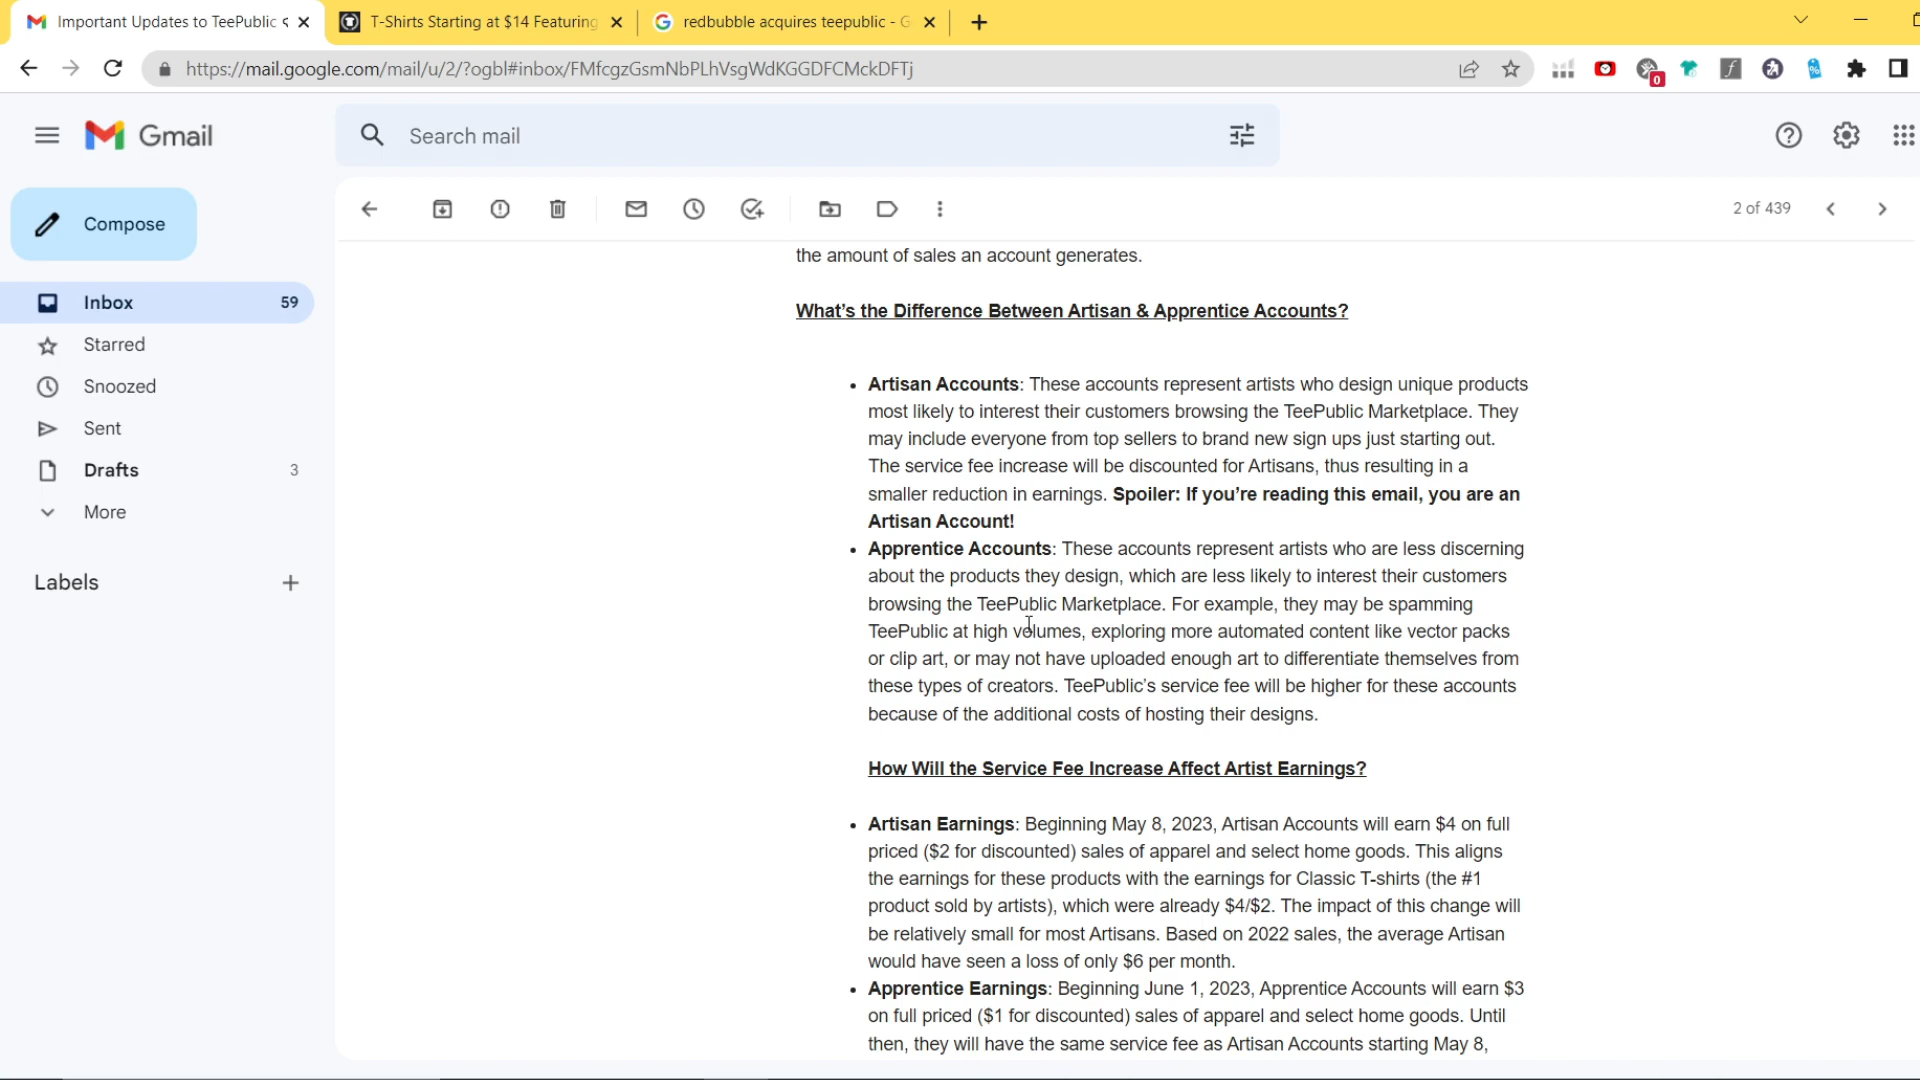 Important Updates to TeePublic
T-Shirts Starting at $14 Featuring
redbubble acquires teepublic - G
https://mail.google.com/mail/u/2/?ogbl#inbox/FMfcgzGsmNbPLhVsgWdKGGDFCMckDFTj
0
Gmail
Search mail
Compose
2 of 439
Inbox 59
Starred
Snoozed
Sent
Drafts 3
More
Labels
the amount of sales an account generates.
What's the Difference Between Artisan & Apprentice Accounts?
• Artisan Accounts: These accounts represent artists who design unique products
most likely to interest their customers browsing the TeePublic Marketplace. They
may include everyone from top sellers to brand new sign ups just starting out.
The service fee increase will be discounted for Artisans, thus resulting in a
smaller reduction in earnings. Spoiler: If you're reading this email, you are an
Artisan Account!
• Apprentice Accounts: These accounts represent artists who are less discerning
about the products they design, which are less likely to interest their customers
browsing the TeePublic Marketplace. For example, they may be spamming
TeePublic at high volumes, exploring more automated content like vector packs
or clip art, or may not have uploaded enough art to differentiate themselves from
these types of creators. TeePublic's service fee will be higher for these accounts
because of the additional costs of hosting their designs.
How Will the Service Fee Increase Affect Artist Earnings?
• Artisan Earnings: Beginning May 8, 2023, Artisan Accounts will earn $4 on full
priced ($2 for discounted) sales of apparel and select home goods. This aligns
the earnings for these products with the earnings for Classic T-shirts (the #1
product sold by artists), which were already $4/$2. The impact of this change will
be relatively small for most Artisans. Based on 2022 sales, the average Artisan
would have seen a loss of only $6 per month.
• Apprentice Earnings: Beginning June 1, 2023, Apprentice Accounts will earn $3
on full priced ($1 for discounted) sales of apparel and select home goods. Until
then, they will have the same service fee as Artisan Accounts starting May 8,